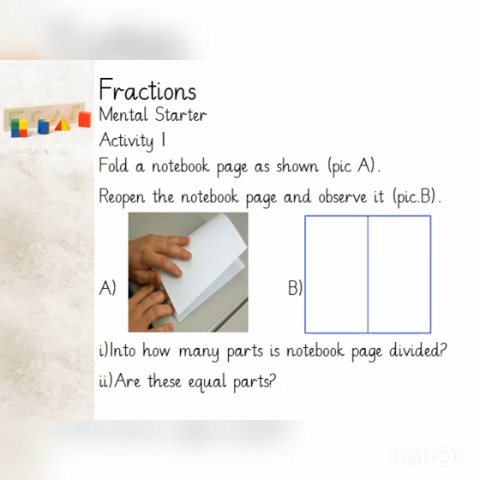 Fractions
Mental Starter
Activity 1
Fold a notebook page as shown (pic A).
Reopen the notebook page and observe it (pic.B).
A)
B)
i)Into how many parts is notebook page divided?
ii)Are these equal parts?